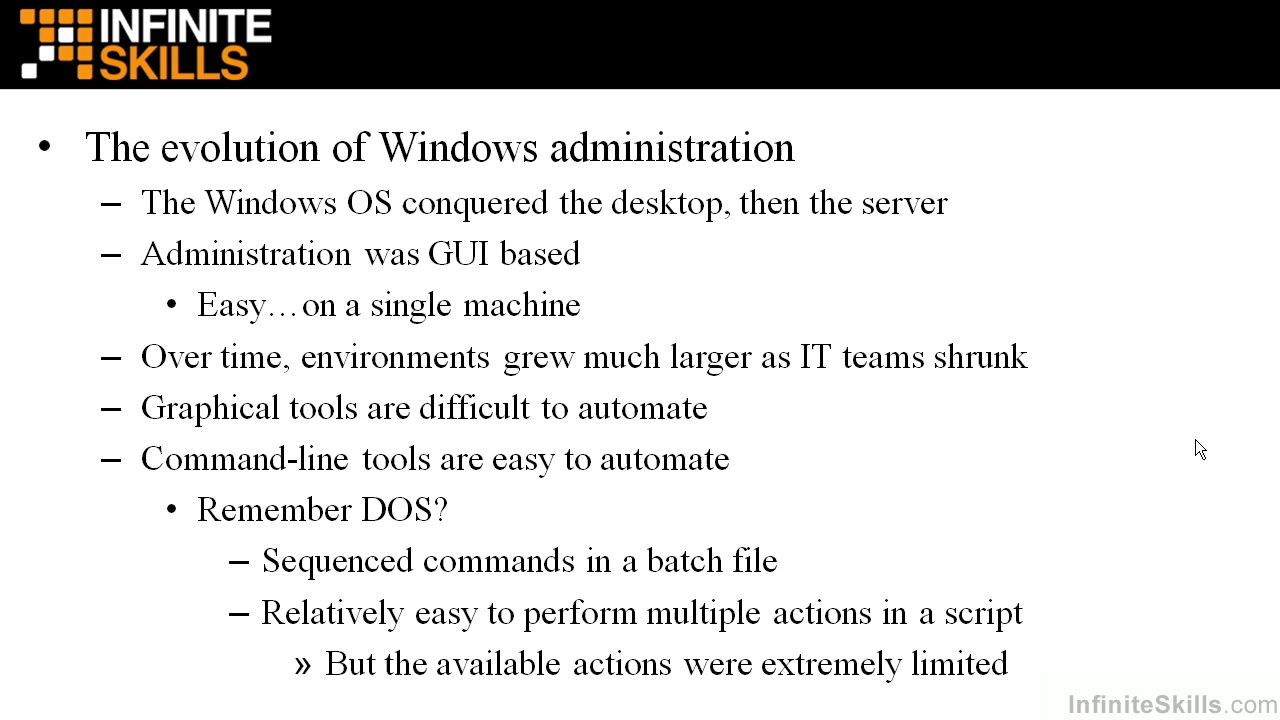 INFINITE
SKILLS
• The evolution of Windows administration
– The Windows OS conquered the desktop, then the server
– Administration was GUI based
• Easy…on a single machine
– Over time, environments grew much larger as IT teams shrunk
– Graphical tools are difficult to automate
– Command-line tools are easy to automate
• Remember DOS?
– Sequenced commands in a batch file
– Relatively easy to perform multiple actions in a script
» But the available actions were extremely limited
InfiniteSkills.com